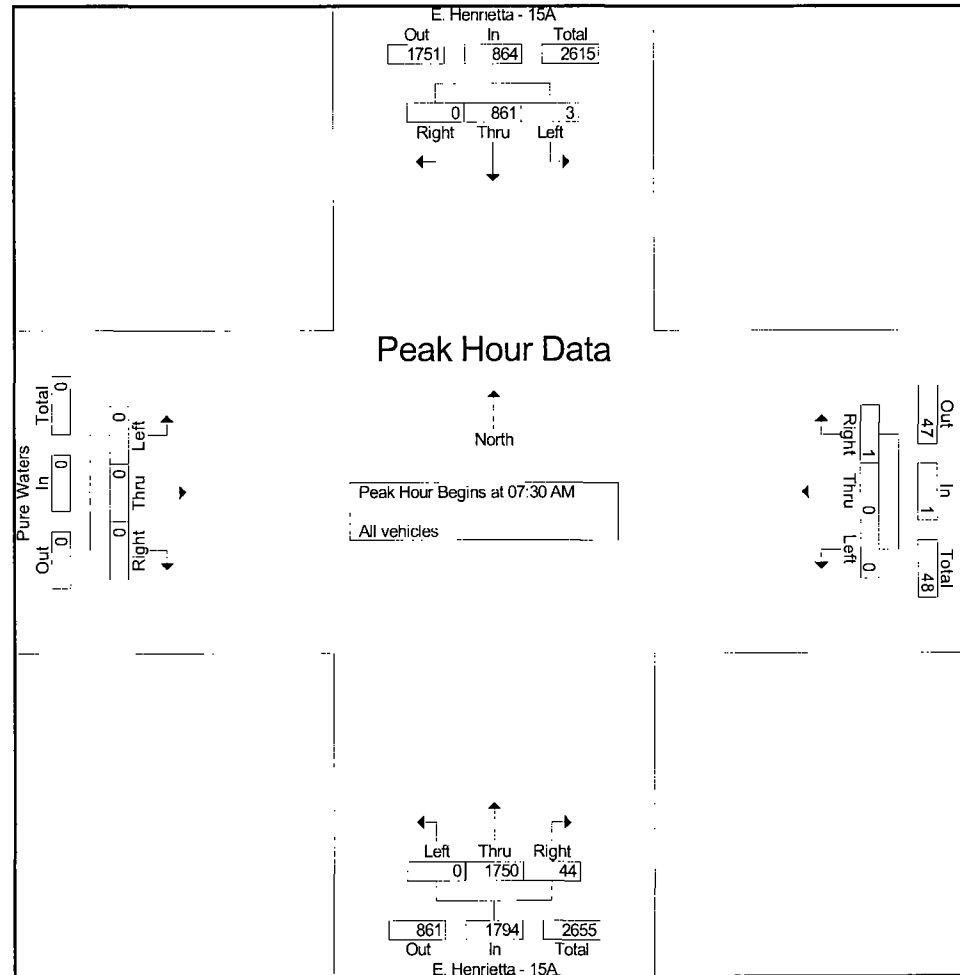 E. Henrietta - 15A
Out In Total
1751 864 2615
0 861 3
Right Thru Left
Peak Hour Data
North
Peak Hour Begins at 07:30 AM
All vehicles
Pure Waters
Out In Total
0 0 0
Right Thru Left
0 0 0
Out In Total
47 1 48
Right Thru Left
1 0 0
Left Thru Right
0 1750 44
861 1794 2655
Out In Total
E. Henrietta - 15A